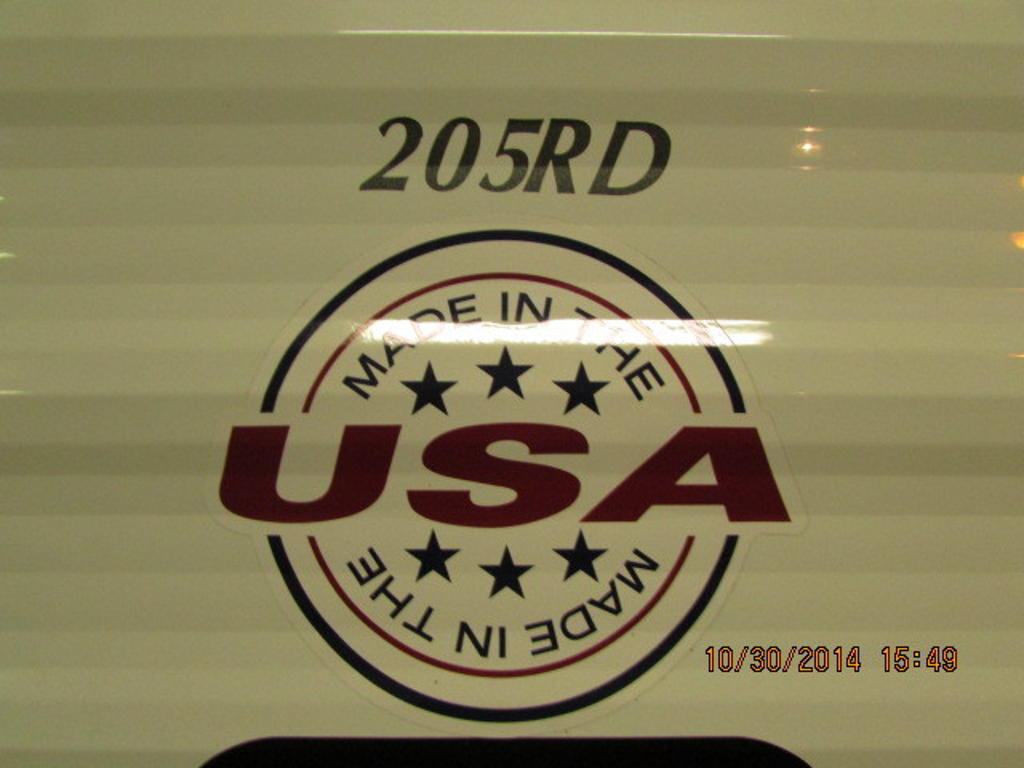 205RD
MADE IN THE
USA
MADE IN THE
10/30/2014 15:49